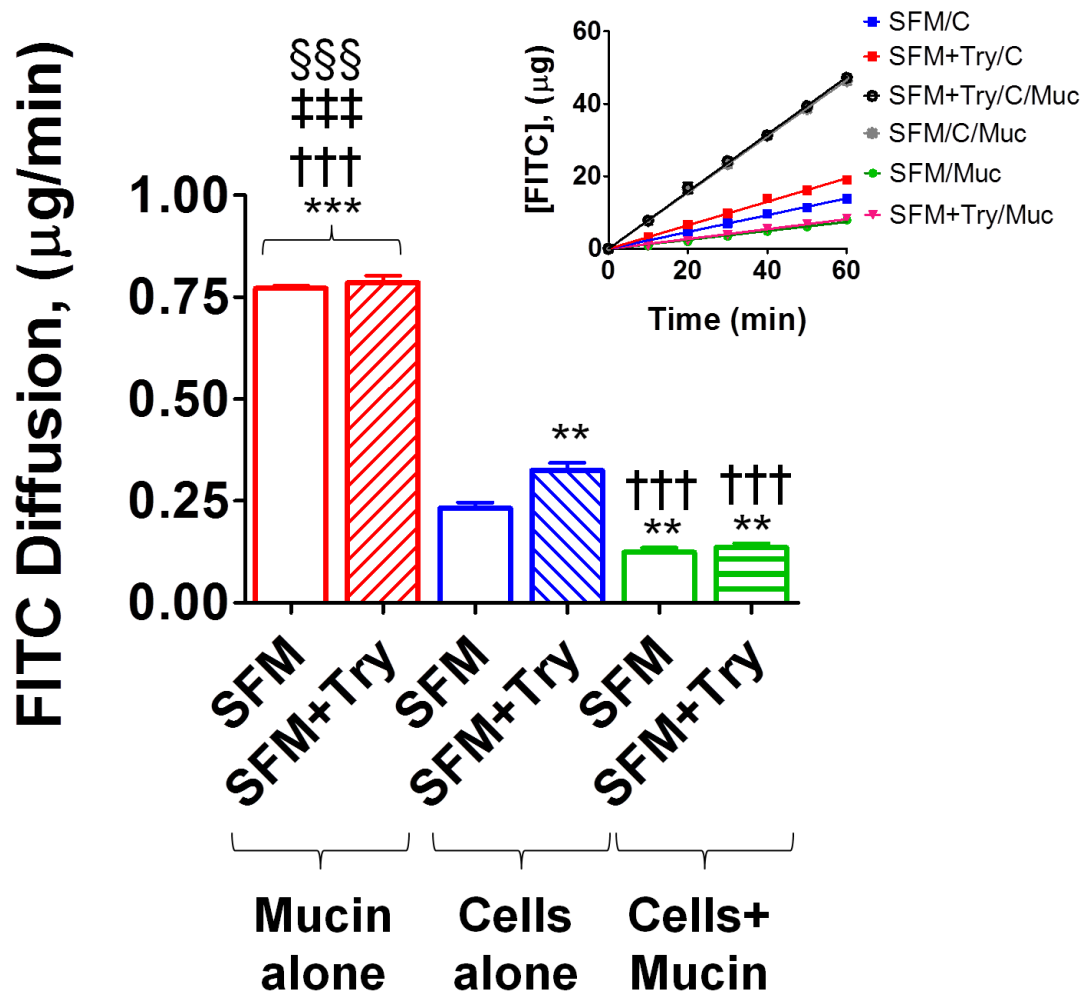 FITC Diffusion, (μg/min)
1.00
0.75
0.50
0.25
0.00
§§§
‡‡‡
†††
***
**
†††
**
†††
**
SFM
SFM+Try
SFM
SFM+Try
SFM
SFM+Try
Mucin
alone
Cells
alone
Cells+
Mucin
[FITC], (μg)
60
40
20
0
0
20
40
60
Time (min)
SFM/C
SFM+Try/C
SFM+Try/C/Muc
SFM/C/Muc
SFM/Muc
SFM+Try/Muc